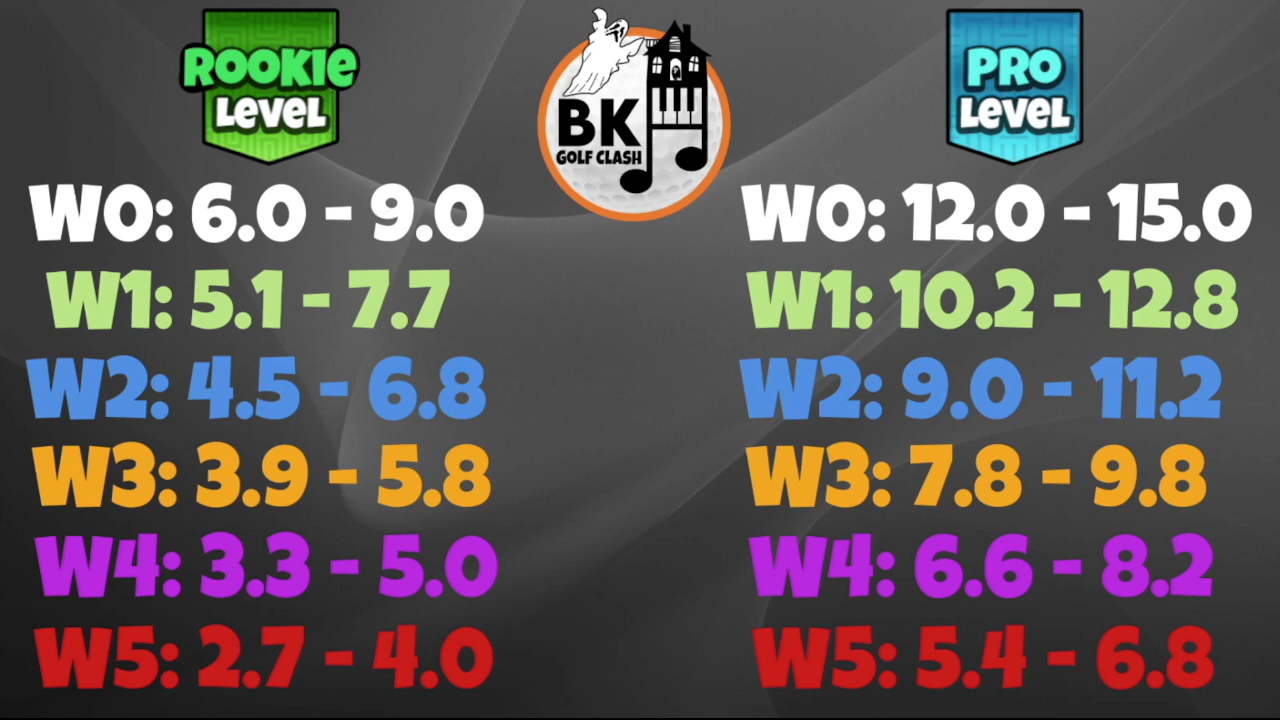 ROOKIE
LEVEL
W0: 6.0 - 9.0
W1: 5.1 - 7.7
W2: 4.5 - 6.8
W3: 3.9 - 5.8
W4: 3.3 - 5.0
W5: 2.7 - 4.0
BK
GOLF CLASH
PRO
LEVEL
W0: 12.0 - 15.0
W1: 10.2 - 12.8
W2: 9.0 - 11.2
W3: 7.8 - 9.8
W4: 6.6 - 8.2
W5: 5.4 - 6.8